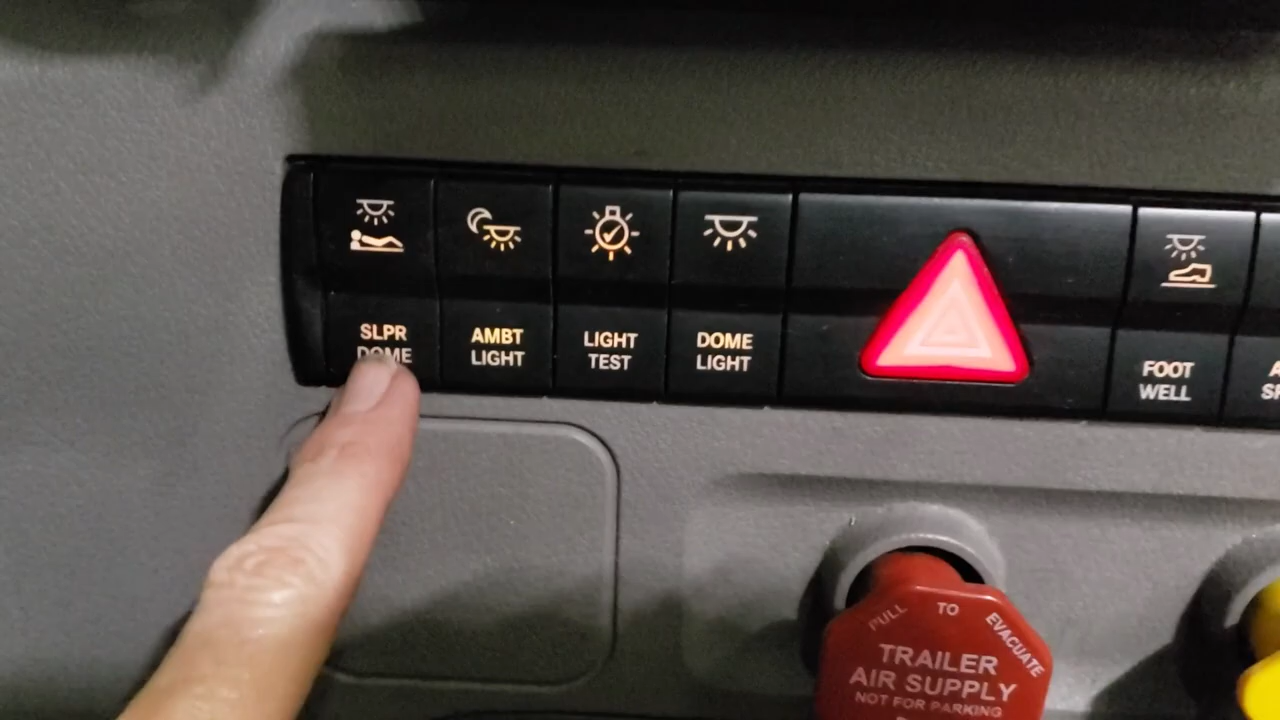 SLPR
DOME
AMBT
LIGHT
LIGHT
TEST
DOME
LIGHT
FOOT
WELL
PULL TO EVACUATE
TRAILER
AIR SUPPLY
NOT FOR PARKING